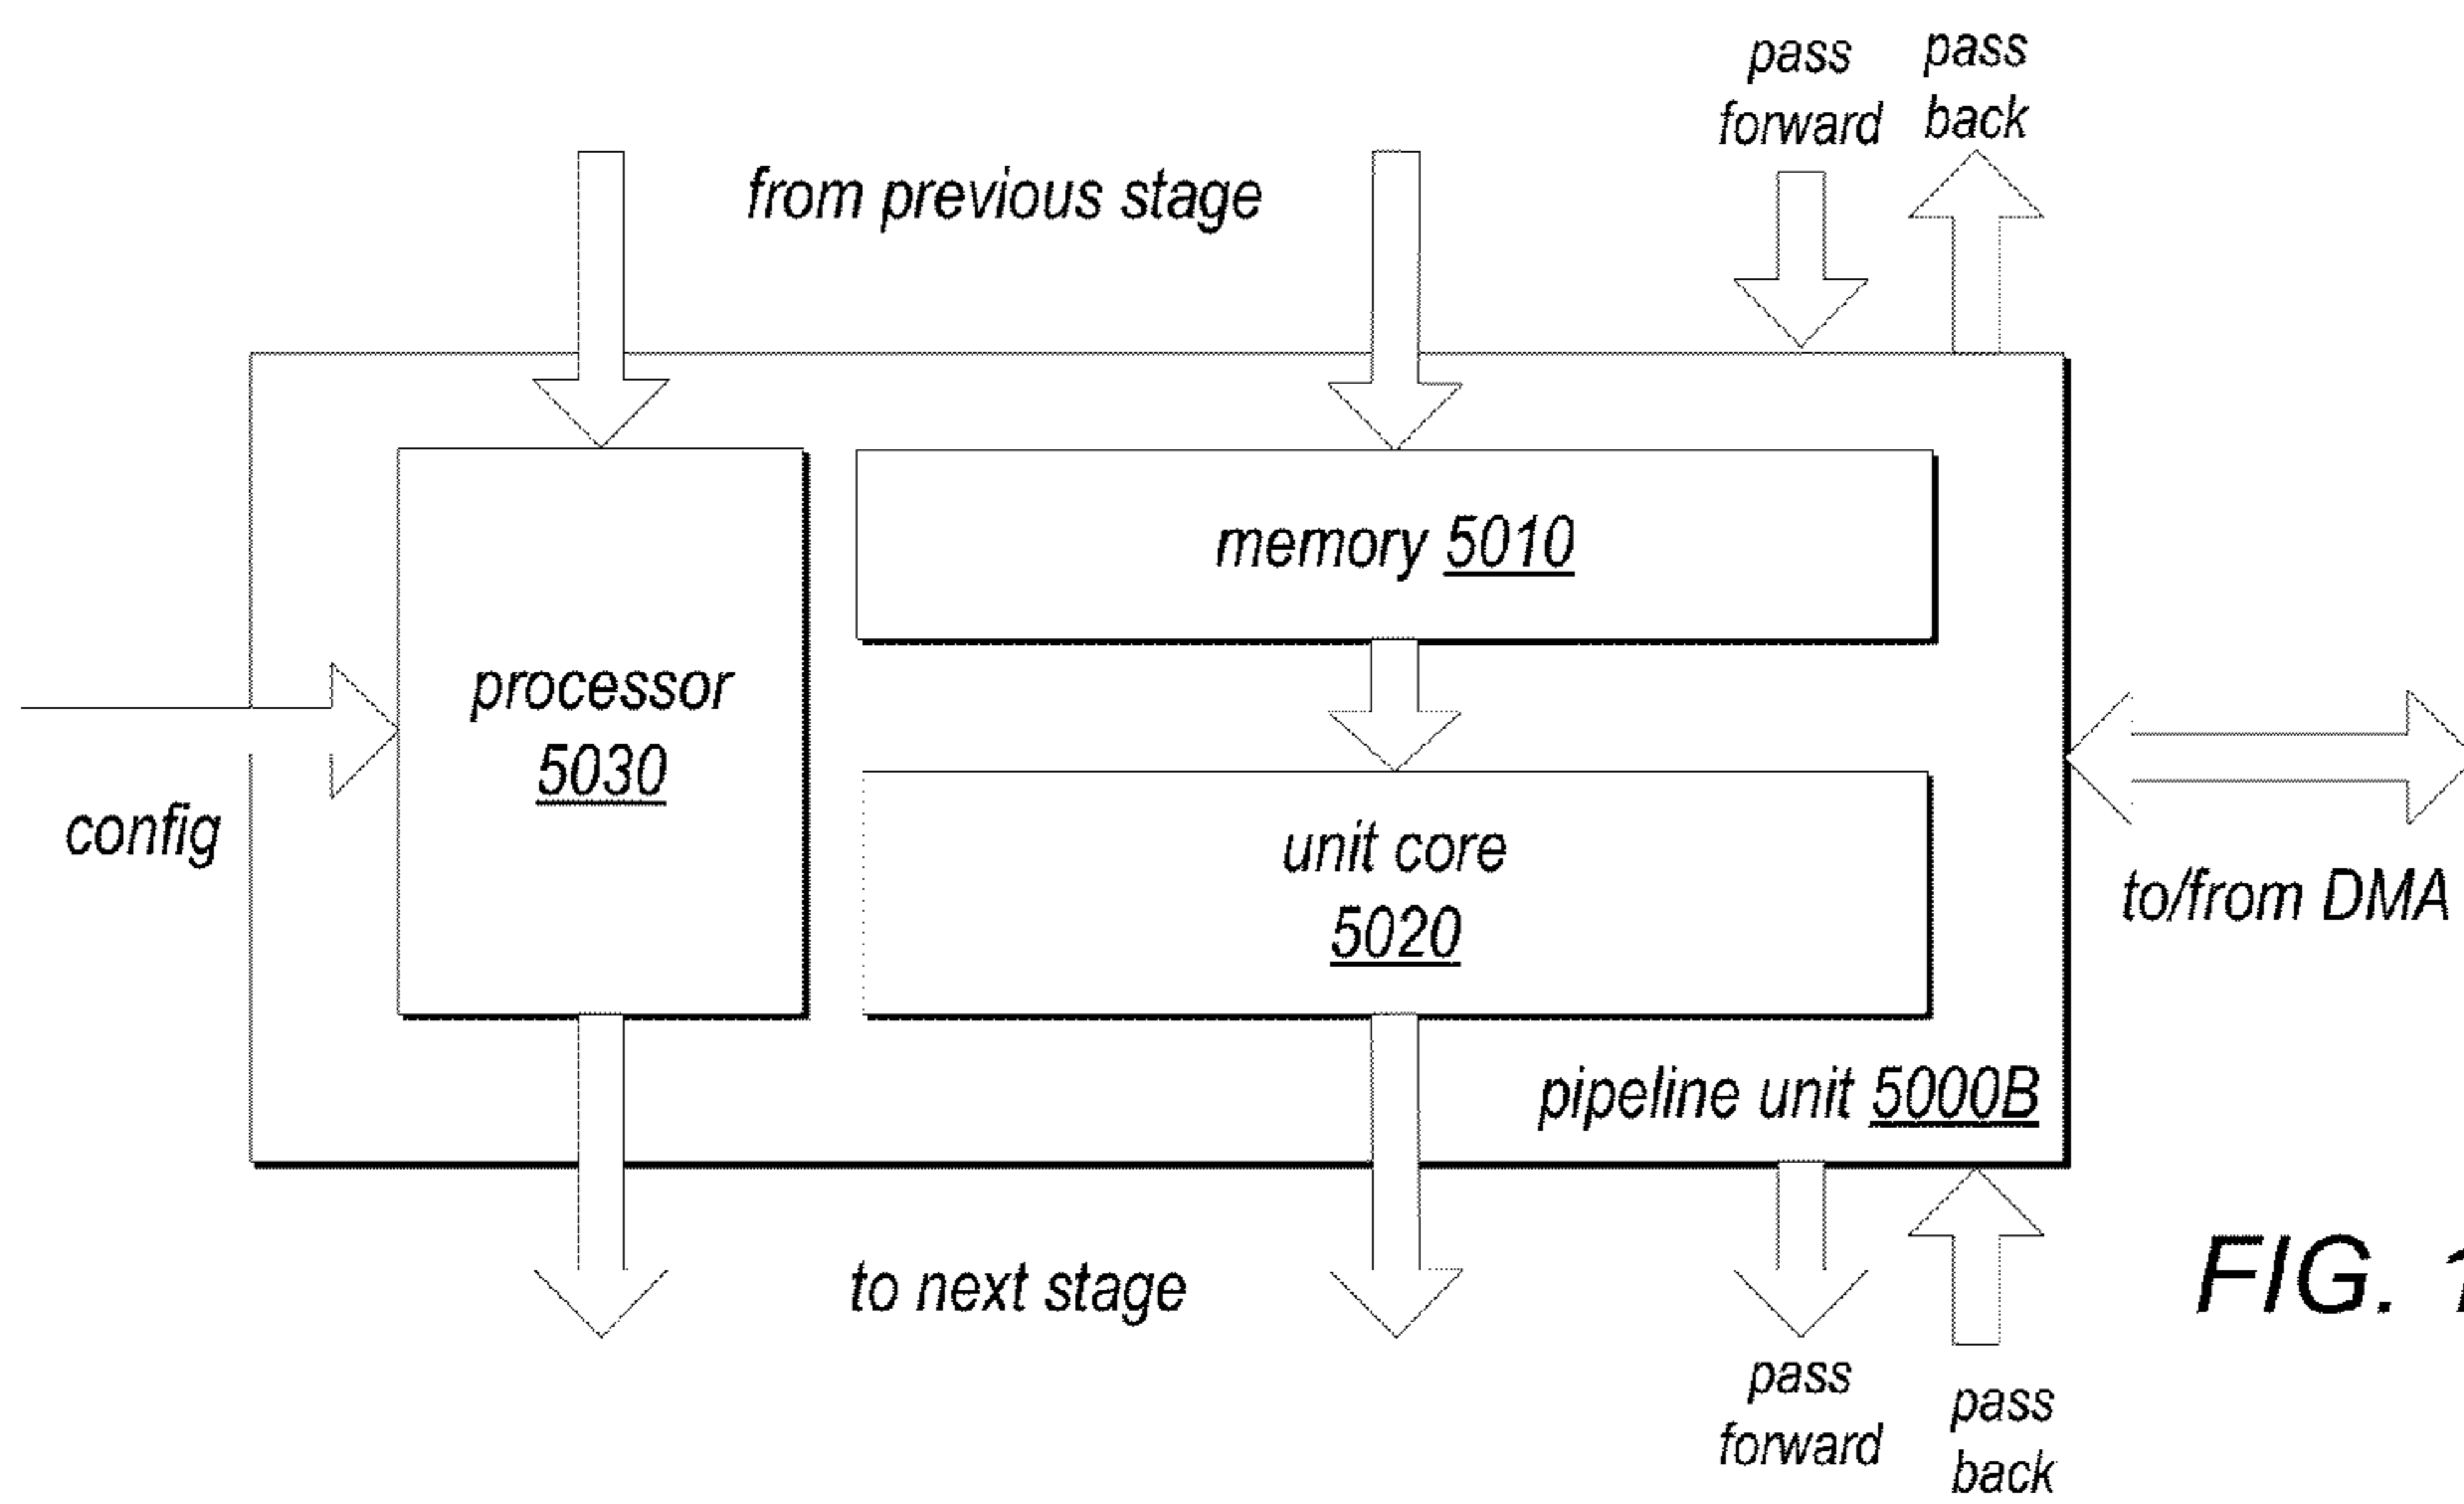 pass forward
pass back
from previous stage
memory 5010
processor
5030
config
unit core
5020
to/from DMA
pipeline unit 5000B
FIG.
to next stage
pass forward
pass back